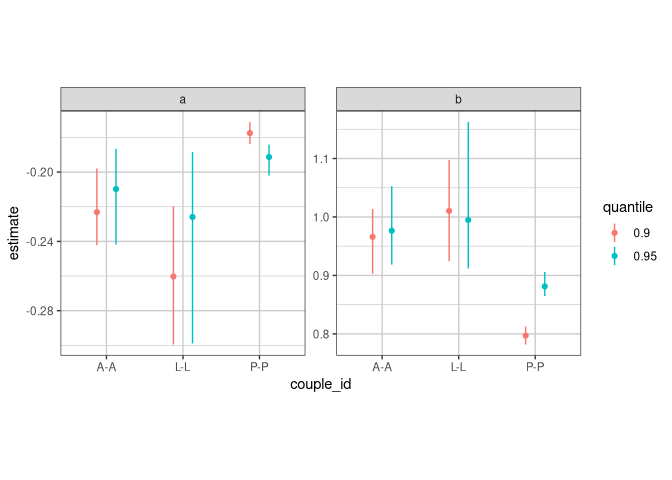 a
b
estimate
-0.20
-0.24
-0.28
1.1
1.0
0.9
0.8
A-A
L-L
P-P
A-A
L-L
P-P
couple_id
quantile
0.9
0.95